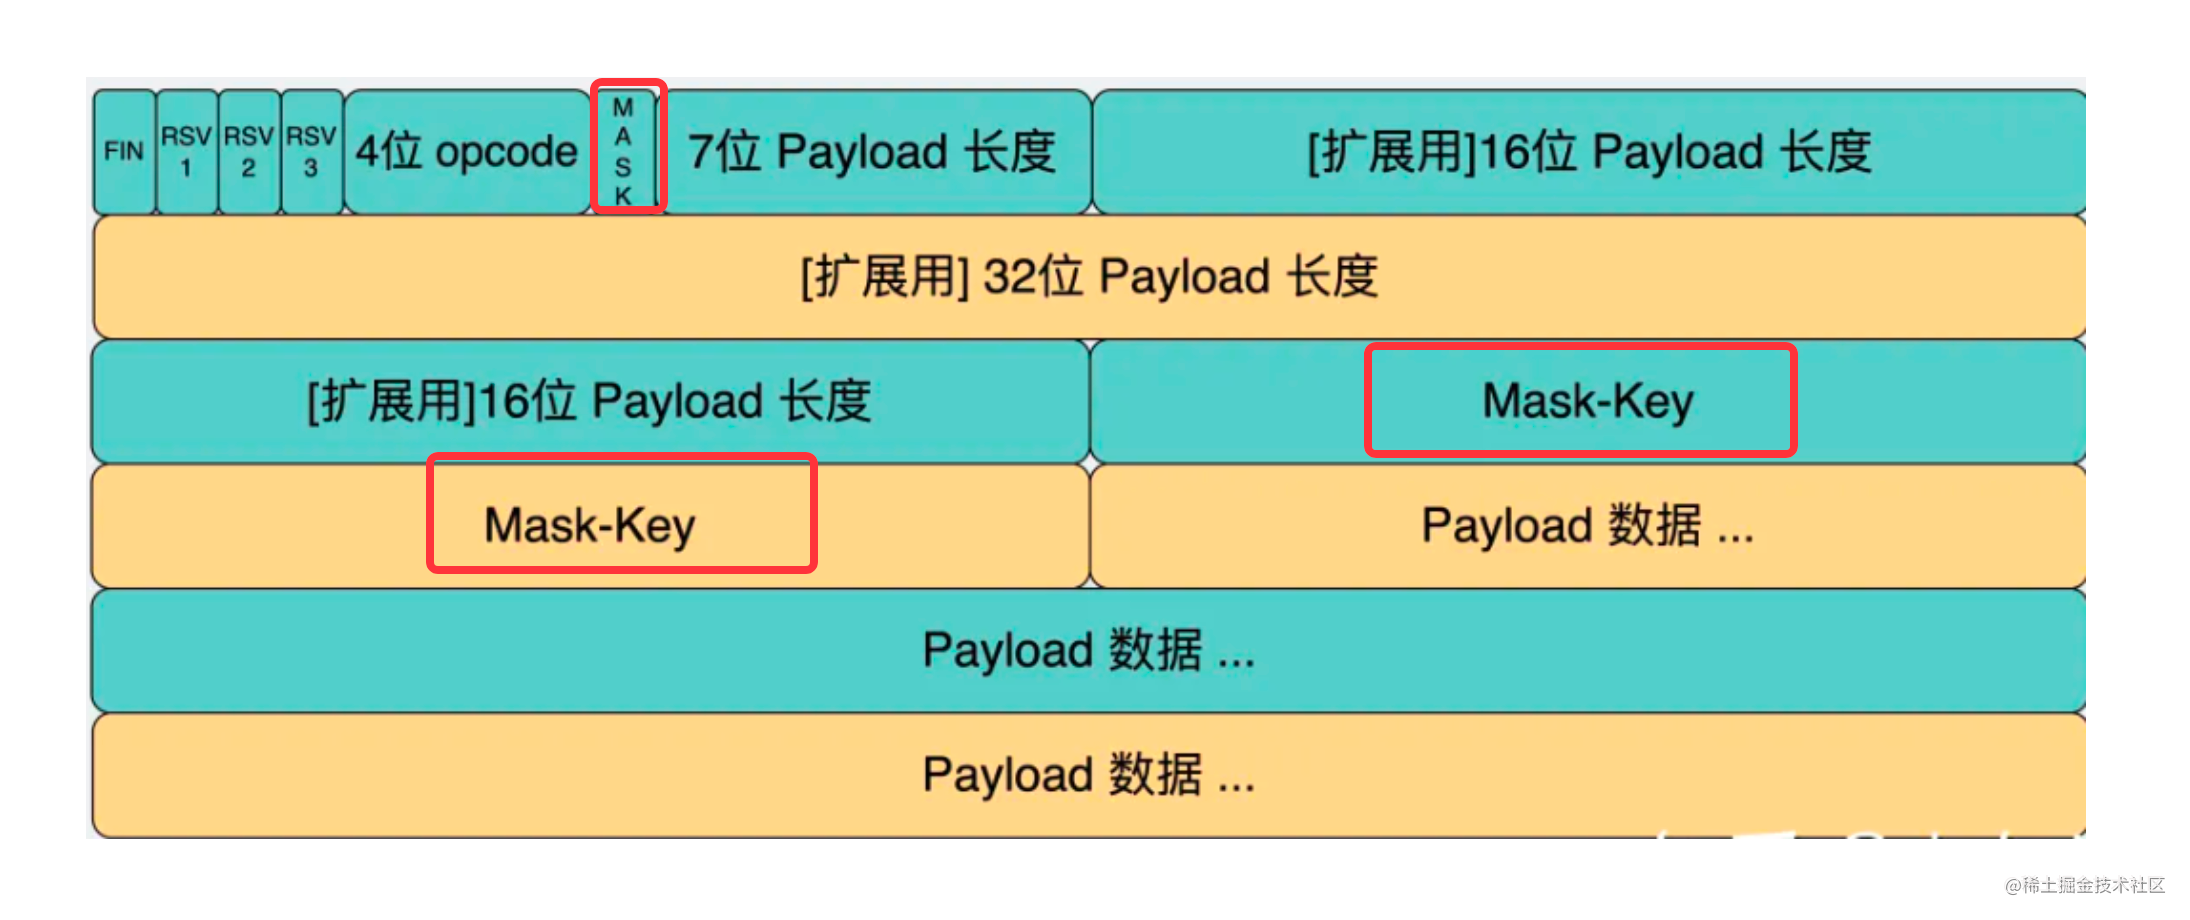 FIN RSV 1 RSV 2 RSV 3 4位 opcode MASK 7位 Payload 长度 [扩展用]16位 Payload 长度
[扩展用] 32位 Payload 长度
[扩展用]16位 Payload 长度 Mask-Key
Mask-Key Payload 数据 ...
Payload 数据 ...
Payload 数据 ...
@稀土掘金技术社区